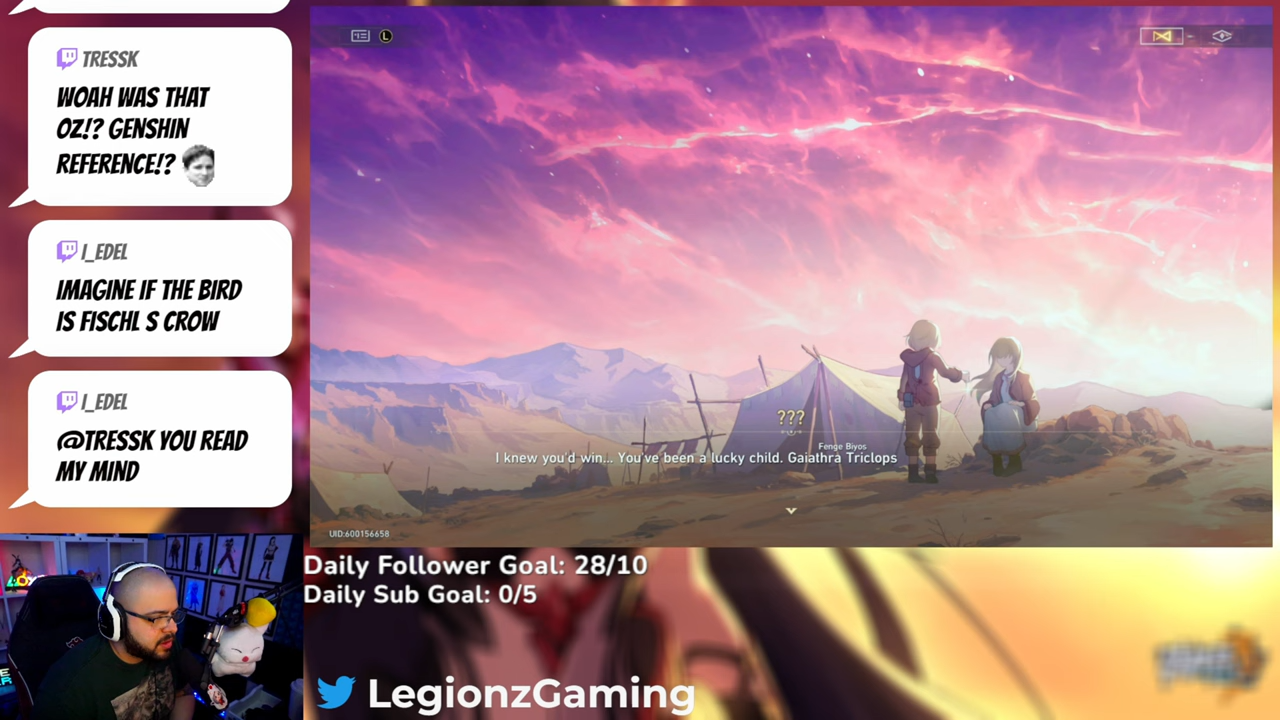 TRESSK
WOAH WAS THAT
OZ!? GENSHIN
REFERENCE!?
I_EDEL
IMAGINE IF THE BIRD
IS FISCHL S CROW
I_EDEL
@TRESSK YOU READ
MY MIND
L
???
Fenge Biyos
I knew you'd win... You've been a lucky child. Gaiathra Triclops
UID:600156658
Daily Follower Goal: 28/10
Daily Sub Goal: 0/5
LegionzGaming